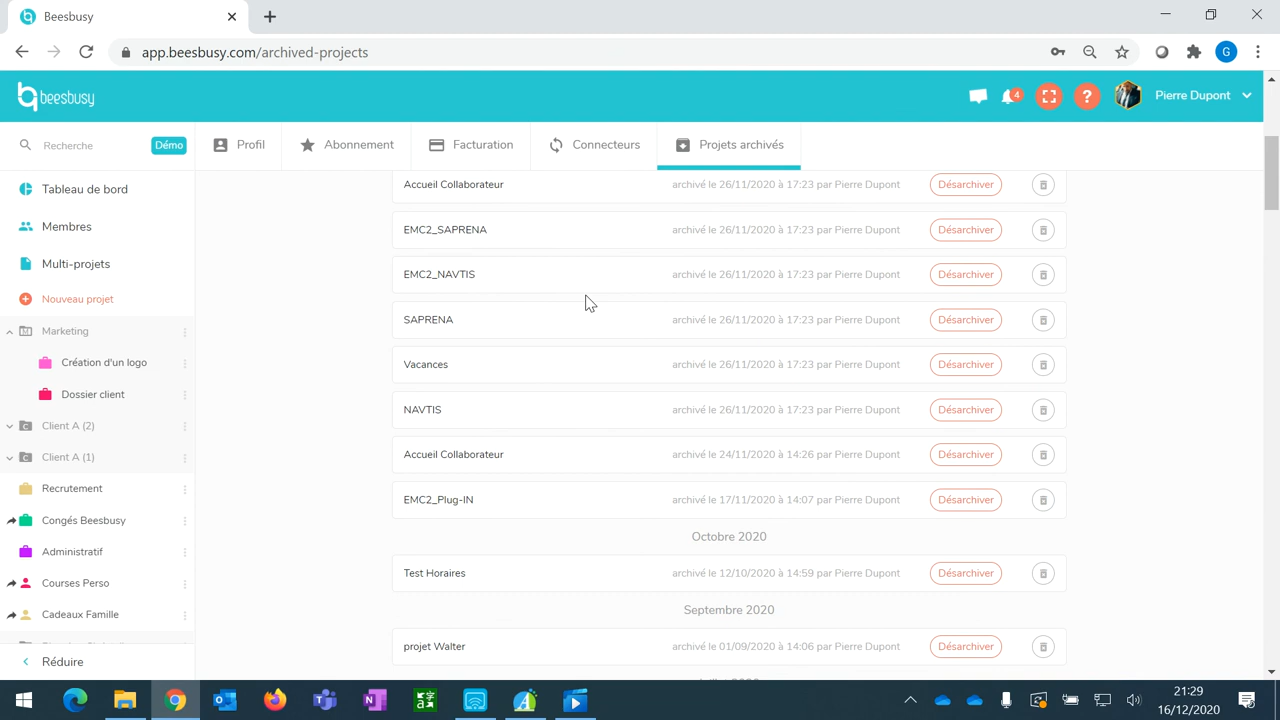 Beesbusy
app.beesbusy.com/archived-projects
G
beesbusy
4
?
Pierre Dupont
Recherche
Démo
Profil
Abonnement
Facturation
Connecteurs
Projets archivés
Tableau de bord
Membres
Multi-projets
Nouveau projet
Marketing
Création d'un logo
Dossier client
Client A (2)
Client A (1)
Recrutement
Congés Beesbusy
Administratif
Courses Perso
Cadeaux Famille
Réduire
Accueil Collaborateur archivé le 26/11/2020 à 17:23 par Pierre Dupont Désarchiver
EMC2_SAPRENA archivé le 26/11/2020 à 17:23 par Pierre Dupont Désarchiver
EMC2_NAVTIS archivé le 26/11/2020 à 17:23 par Pierre Dupont Désarchiver
SAPRENA archivé le 26/11/2020 à 17:23 par Pierre Dupont Désarchiver
Vacances archivé le 26/11/2020 à 17:23 par Pierre Dupont Désarchiver
NAVTIS archivé le 26/11/2020 à 17:23 par Pierre Dupont Désarchiver
Accueil Collaborateur archivé le 24/11/2020 à 14:26 par Pierre Dupont Désarchiver
EMC2_Plug-IN archivé le 17/11/2020 à 14:07 par Pierre Dupont Désarchiver
Octobre 2020
Test Horaires archivé le 12/10/2020 à 14:59 par Pierre Dupont Désarchiver
Septembre 2020
projet Walter archivé le 01/09/2020 à 14:06 par Pierre Dupont Désarchiver
21:29
16/12/2020